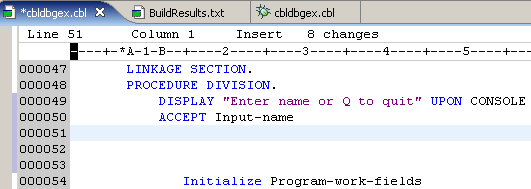 *cbldbgex.cbl BuildResults.txt cbldbgex.cbl
Line 51 Column 1 Insert 8 changes
----+-*A-1-B--+----2----+----3----+----4----+----5----+---
000047 LINKAGE SECTION.
000048 PROCEDURE DIVISION.
000049 DISPLAY "Enter name or Q to quit" UPON CONSOLE
000050 ACCEPT Input-name
000051
000052
000053
000054 Initialize Program-work-fields